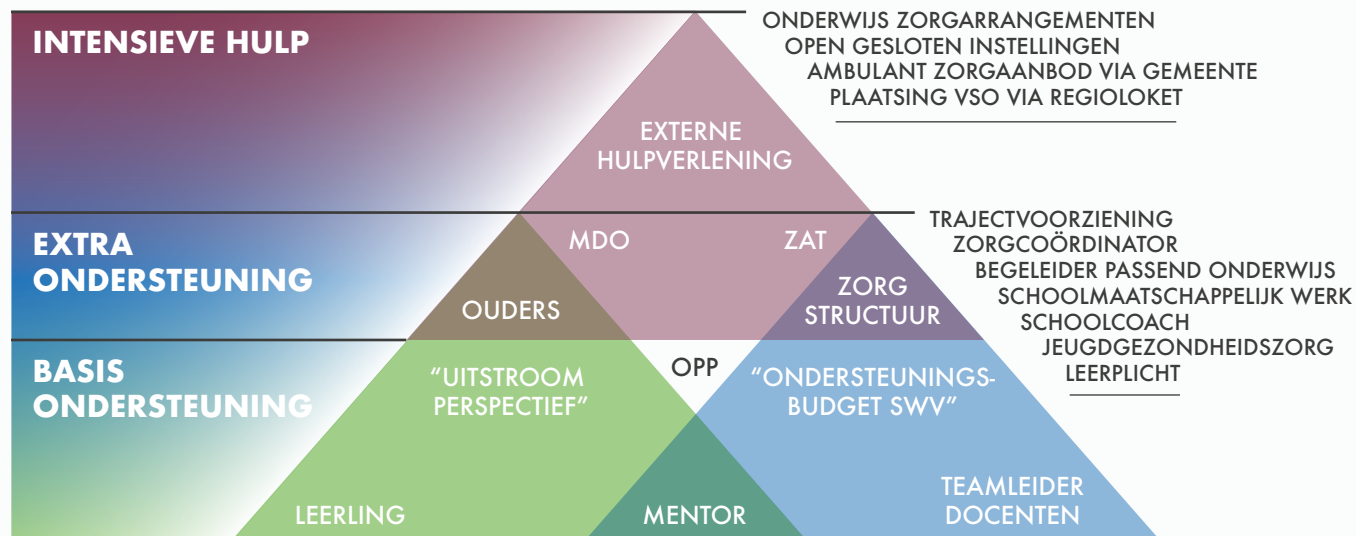 INTENSIEVE HULP
ONDERWIJS ZORGARRANGEMENTEN
OPEN GESLOTEN INSTELLINGEN
AMBULANT ZORGAANBOD VIA GEMEENTE
PLAATSING VSO VIA REGIOLOKET
EXTERNE
HULPVERLENING
EXTRA
ONDERSTEUNING
MDO
ZAT
OUDERS
ZORG
STRUCTUUR
TRAJECTVOORZIENING
ZORGCOÖRDINATOR
BEGELEIDER PASSEND ONDERWIJS
SCHOOLMAATSCHAPPELIJK WERK
SCHOOLCOACH
JEUGDGEZONDHEIDSZORG
LEERPLICHT
BASIS
ONDERSTEUNING
“UITSTROOM
PERSPECTIEF”
OPP
“ONDERSTEUNINGS-
BUDGET SWV”
LEERLING
MENTOR
TEAMLEIDER
DOCENTEN